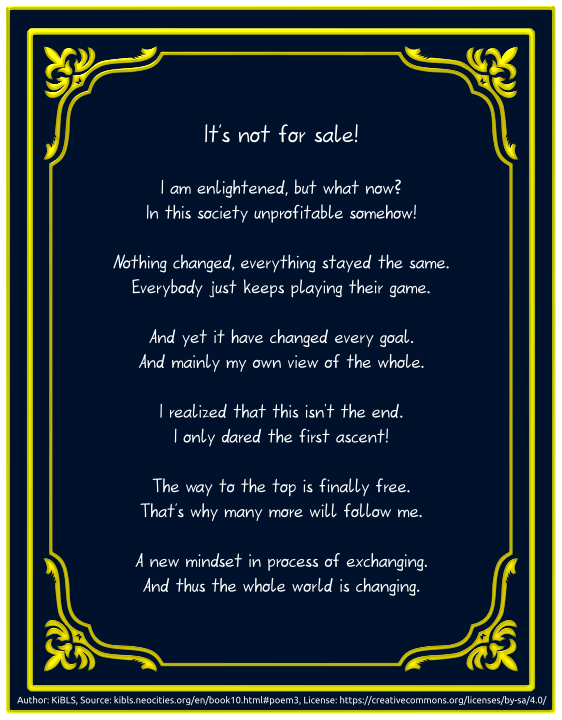 It's not for sale!
I am enlightened, but what now?
In this society unprofitable somehow!
Nothing changed, everything stayed the same.
Everybody just keeps playing their game.
And yet it have changed every goal.
And mainly my own view of the whole.
I realized that this isn't the end.
I only dared the first ascent!
The way to the top is finally free.
That's why many more will follow me.
A new mindset in process of exchanging.
And thus the whole world is changing.
Author: KiBLS, Source: kibls.neocities.org/en/book10.html#poem3, License: https://creativecommons.org/licenses/by-sa/4.0/